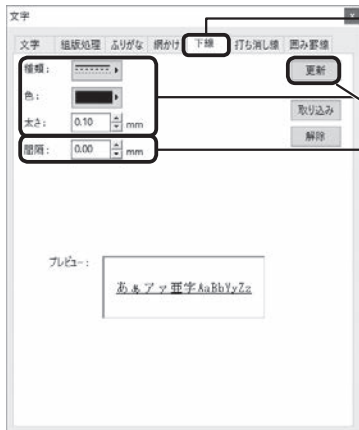 文字
文字 組版処理 ふりがな 網かけ 下線 打ち消し線 囲み罫線
種類： 更新
色：
太さ： 0.10 mm 取り込み
解除
間隔： 0.00 mm
プレビュー：
あぁアァ亜宇AaBbYyZz